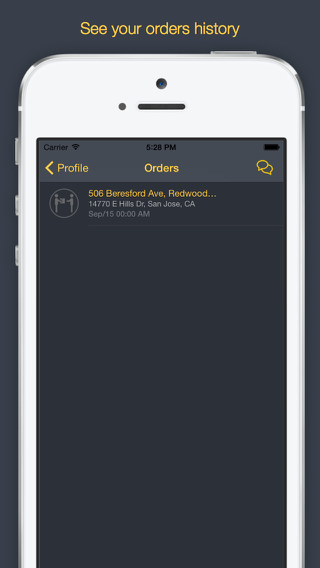 See your orders history
Carrier 5:28 PM
Profile Orders
506 Beresford Ave, Redwood…
14770 E Hills Dr, San Jose, CA
Sep/15 00:00 AM